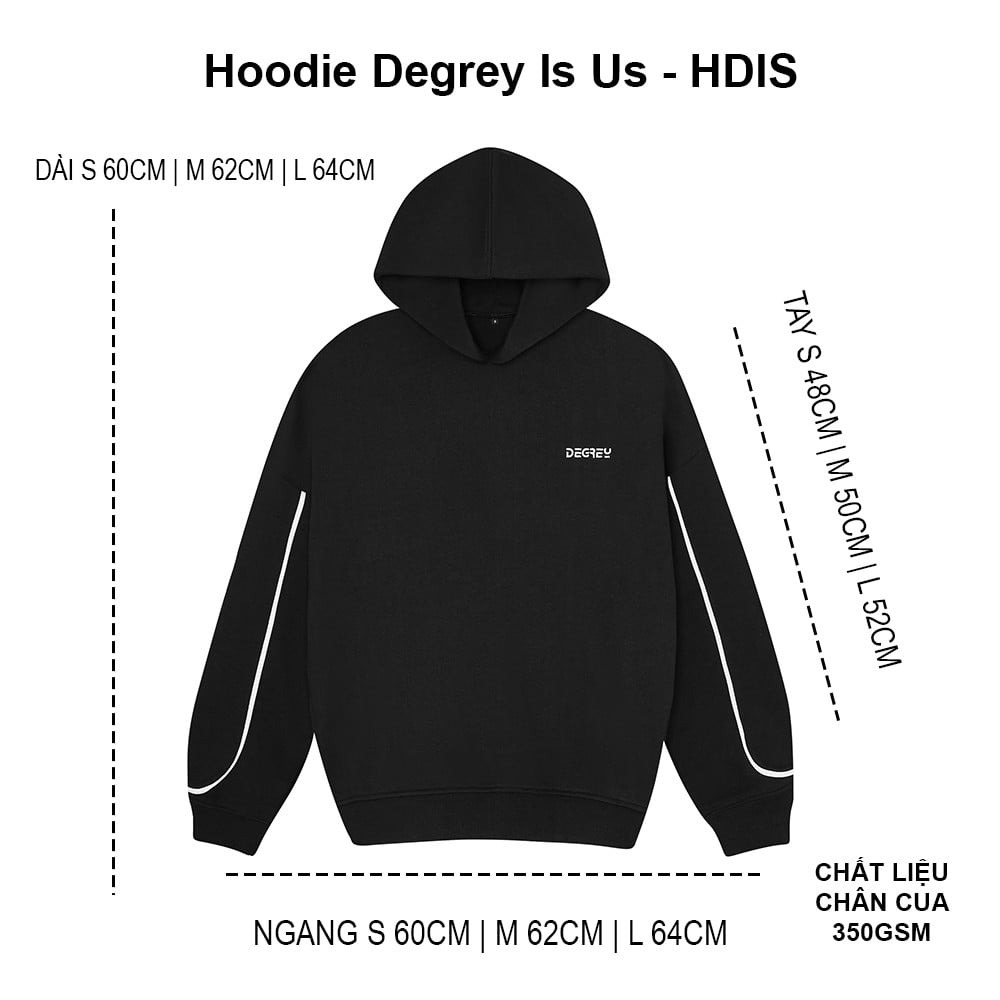 Hoodie Degrey Is Us - HDIS
DÀI S 60CM | M 62CM | L 64CM
TAY S 48CM | M 50CM | L 52CM
DEGREY
CHẤT LIỆU
CHÂN CUA
350GSM
NGANG S 60CM | M 62CM | L 64CM